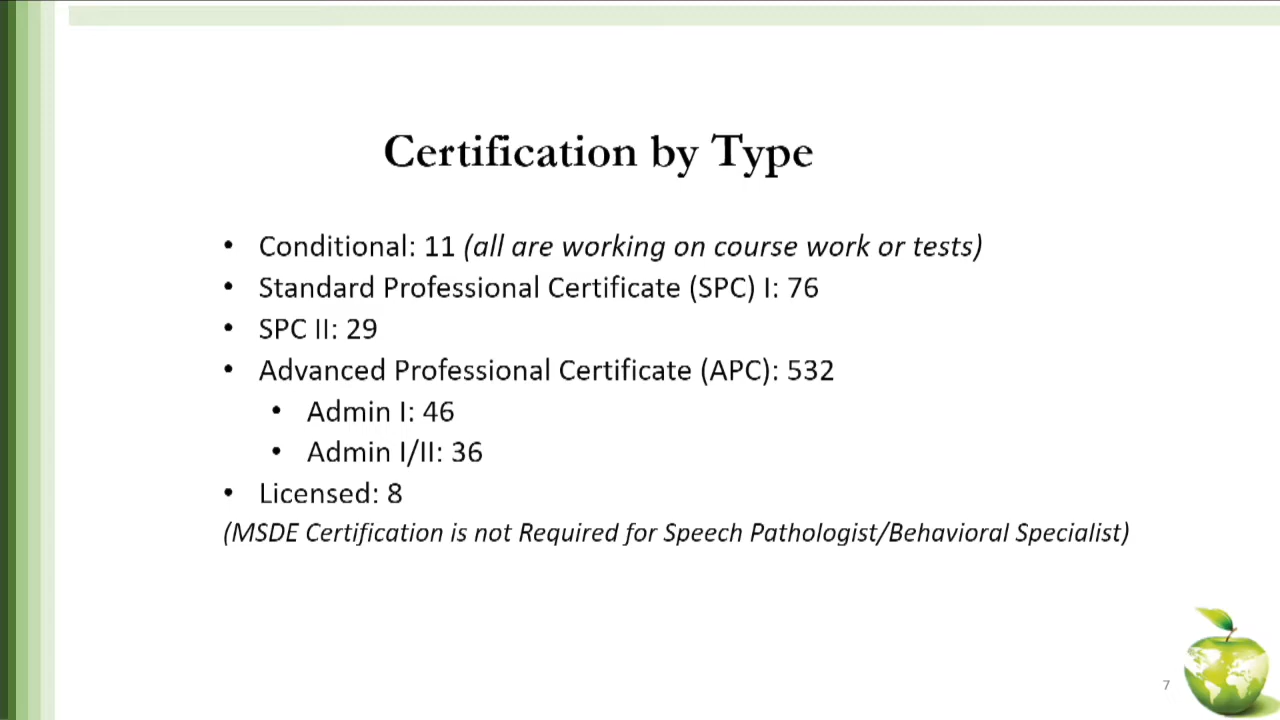 Certification by Type
• Conditional: 11 (all are working on course work or tests)
• Standard Professional Certificate (SPC) I: 76
• SPC II: 29
• Advanced Professional Certificate (APC): 532
• Admin I: 46
• Admin I/II: 36
• Licensed: 8
(MSDE Certification is not Required for Speech Pathologist/Behavioral Specialist)
7